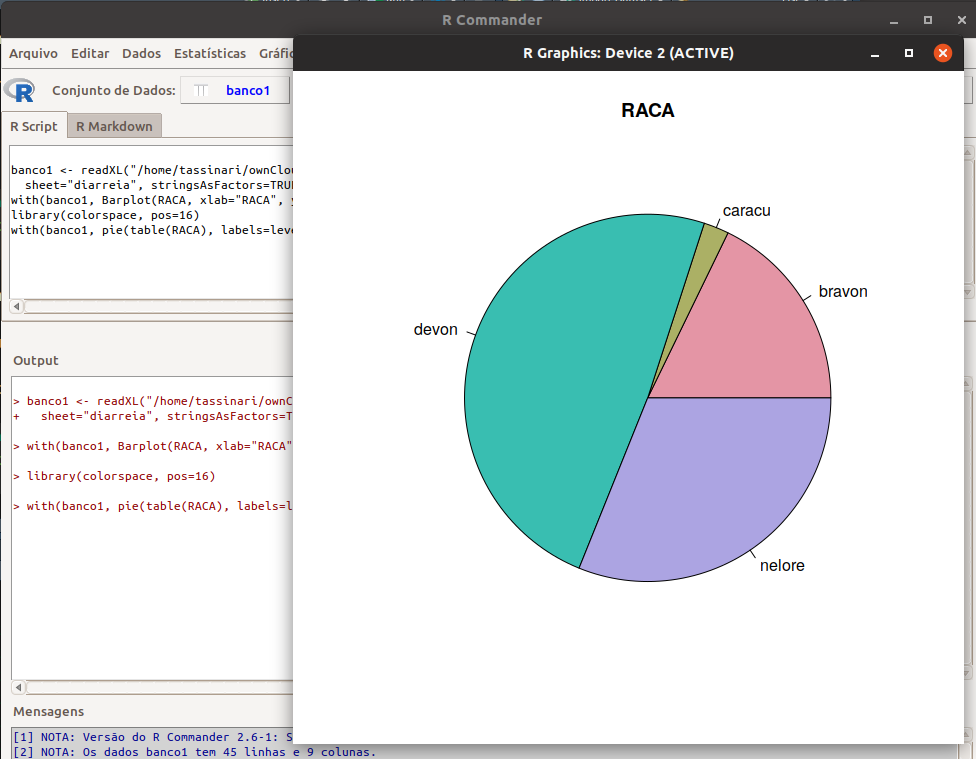 R Commander
Arquivo Editar Dados Estatísticas
R Graphics: Device 2 (ACTIVE)
R
Conjunto de Dados: banco1
R Script R Markdown
banco1 <- readXL("/home/tassinari/ownClou
sheet="diarreia", stringsAsFactors=TRUE
with(banco1, Barplot(RACA, xlab="RACA",
library(colorspace, pos=16)
with(banco1, pie(table(RACA), labels=leve
Output
> banco1 <- readXL("/home/tassinari/ownC
+ sheet="diarreia", stringsAsFactors=T
> with(banco1, Barplot(RACA, xlab="RACA"
> library(colorspace, pos=16)
> with(banco1, pie(table(RACA), labels=l
Mensagens
[1] NOTA: Versão do R Commander 2.6-1: S
[2] NOTA: Os dados banco1 tem 45 linhas e 9 colunas.
RACA
caracu
bravon
devon
nelore